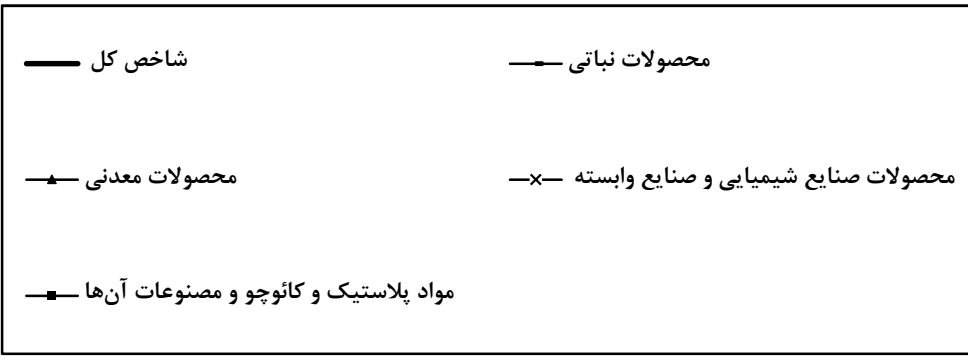 شاخص کل
محصولات نباتی
محصولات معدنی
محصولات صنایع شیمیایی و صنایع وابسته
مواد پلاستیک و کائوچو و مصنوعات آن‌ها